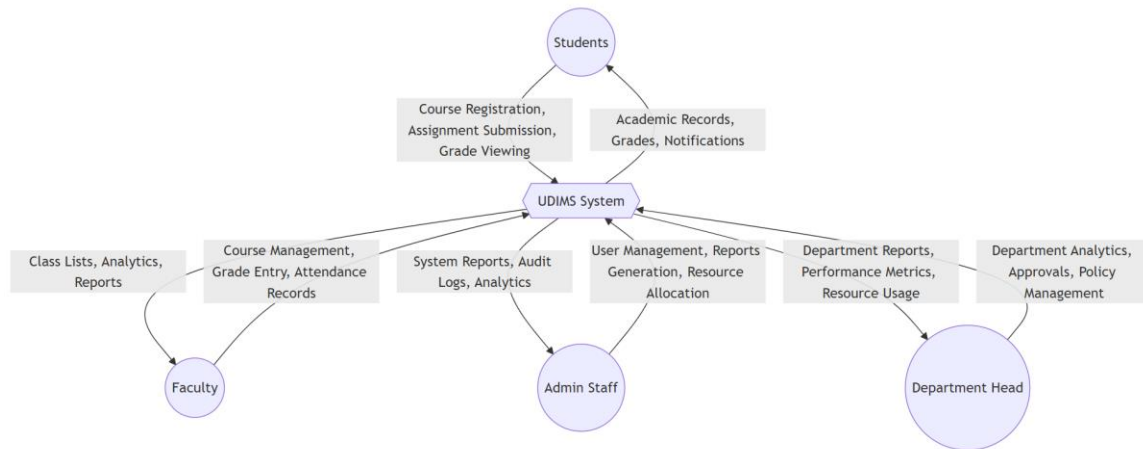 Students
Course Registration,
Assignment Submission,
Grade Viewing
Academic Records,
Grades, Notifications
UDIMS System
Class Lists, Analytics,
Reports
Course Management,
Grade Entry, Attendance
Records
System Reports, Audit
Logs, Analytics
User Management, Reports
Generation, Resource
Allocation
Department Reports,
Performance Metrics,
Resource Usage
Department Analytics,
Approvals, Policy
Management
Faculty
Admin Staff
Department Head